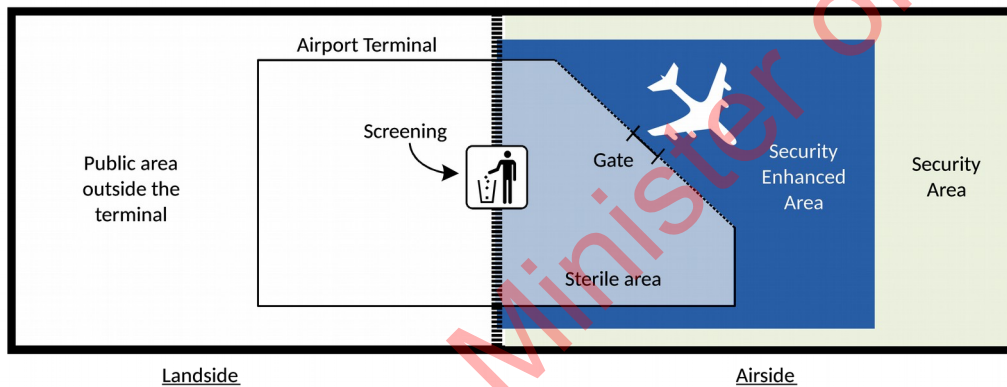 Airport Terminal
Screening
Public area
outside the
terminal
Gate
Security
Enhanced
Area
Security
Area
Sterile area
Landside
Airside
Minister